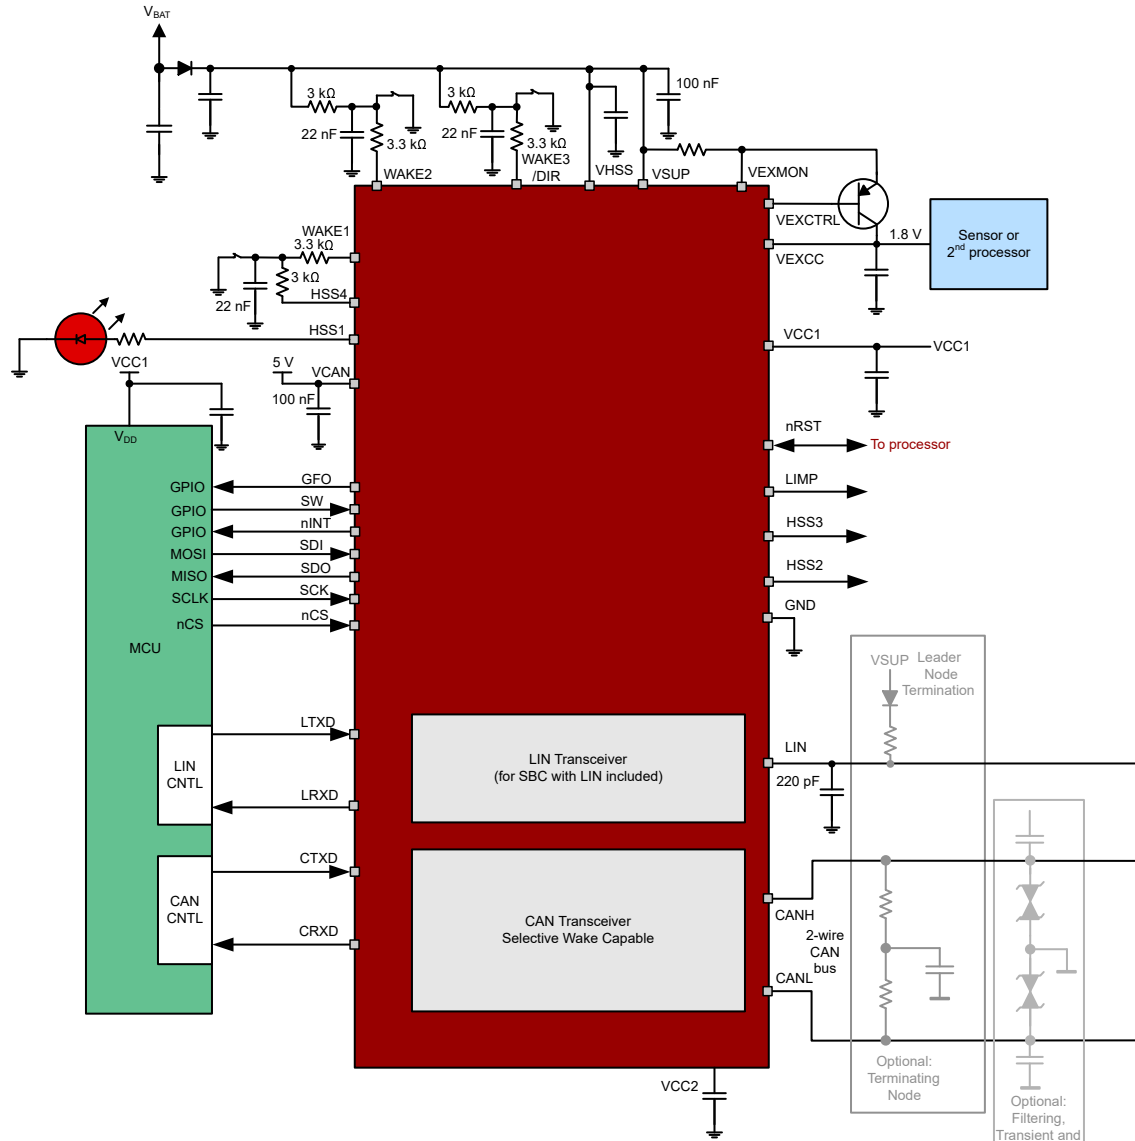 VBAT
100 nF
3 kΩ
3 kΩ
22 nF
22 nF
3.3 kΩ
3.3 kΩ
WAKE2
WAKE3
/DIR
VHSS
VSUP
VEXMON
VEXCTRL
1.8 V
VEXCC
Sensor or
2nd processor
WAKE1
3.3 kΩ
3 kΩ
HSS4
22 nF
HSS1
VCC1
5 V
VCAN
100 nF
VCC1
VCC1
VDD
nRST
To processor
LIMP
HSS3
HSS2
GND
GPIO
GFO
GPIO
SW
GPIO
nINT
MOSI
SDI
MISO
SDO
SCLK
SCK
nCS
nCS
MCU
VSUP
Leader
Node
Termination
LTXD
LIN
CNTL
LRXD
LIN Transceiver
(for SBC with LIN included)
LIN
220 pF
CTXD
CAN
CNTL
CRXD
CAN Transceiver
Selective Wake Capable
CANH
2-wire
CAN
bus
CANL
VCC2
Optional:
Terminating
Node
Optional:
Filtering,
Transient and